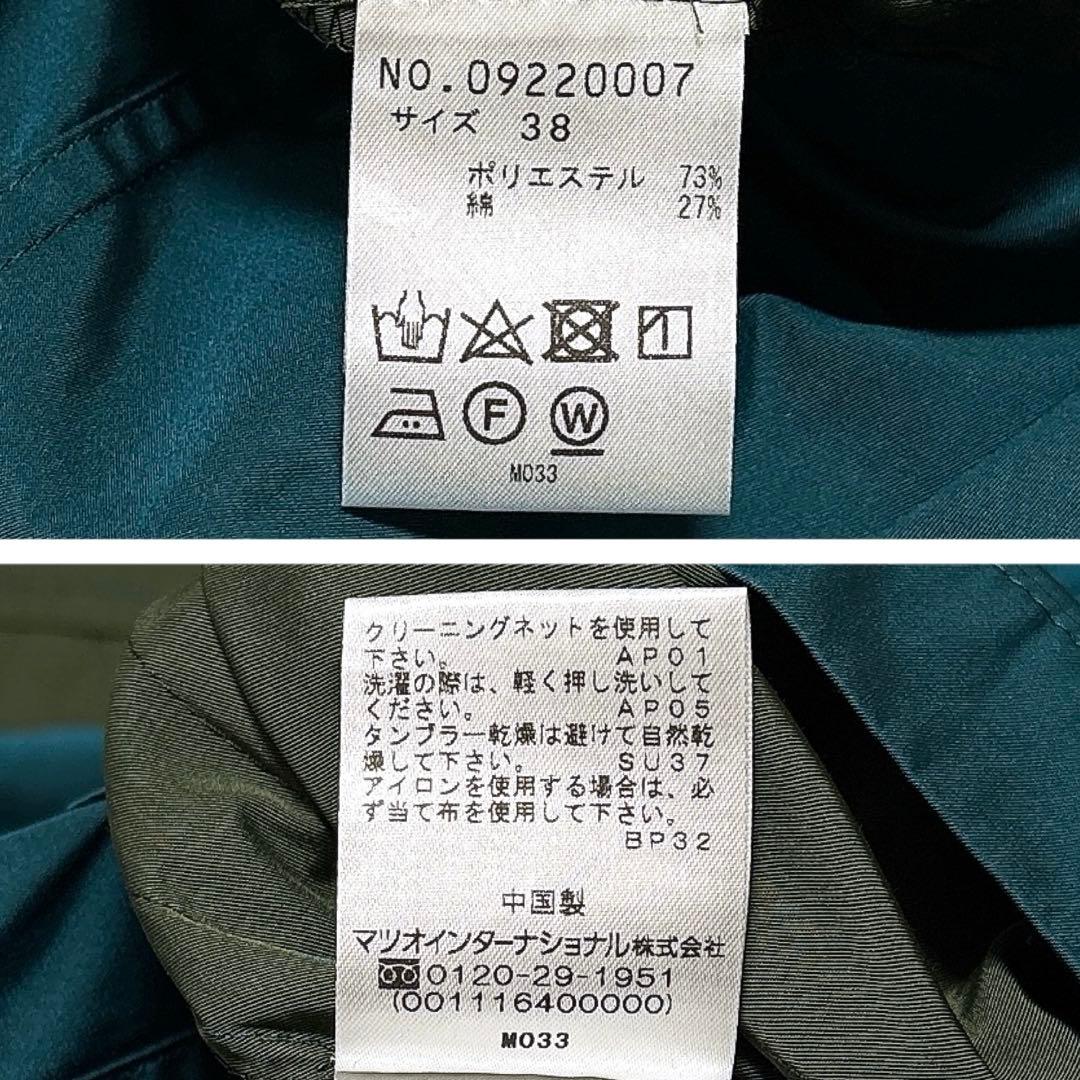 NO.09220007
サイズ 38
ポリエステル 73%
綿 27%
F
W
M033
クリーニングネットを使用して
下さい。 AP01
洗濯の際は、軽く押し洗いして
ください。 AP05
タンブラー乾燥は避けて自然乾
燥して下さい。 SU37
アイロンを使用する場合は、必
ず当て布を使用して下さい。
BP32
中国製
マツオインターナショナル株式会社
0120-29-1951
(001116400000)
M033